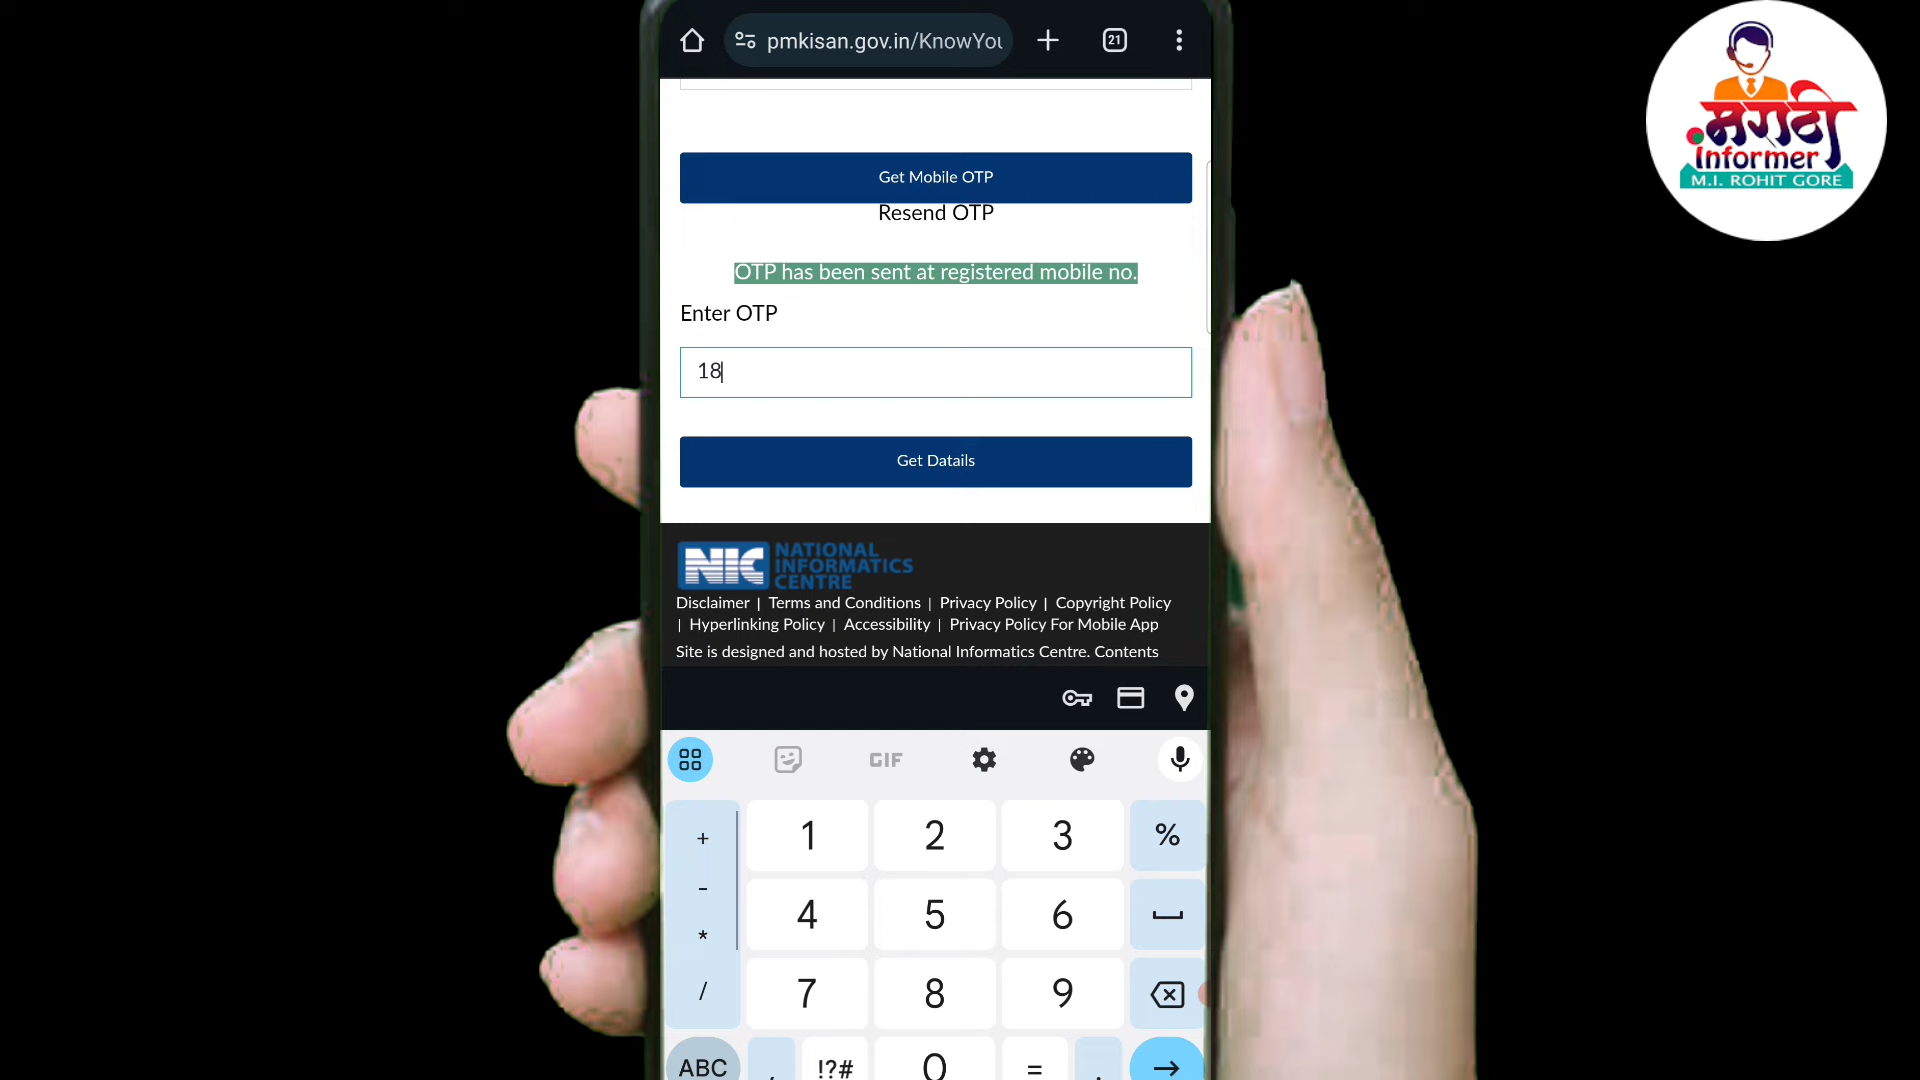 21
pmkisan.gov.in/KnowYou
मराठी
Informer
M.I. ROHIT GORE
Get Mobile OTP
Resend OTP
OTP has been sent at registered mobile no.
Enter OTP
18
Get Datails
NIC NATIONAL
INFORMATICS
CENTRE
Disclaimer | Terms and Conditions | Privacy Policy | Copyright Policy
| Hyperlinking Policy | Accessibility | Privacy Policy For Mobile App
Site is designed and hosted by National Informatics Centre. Contents
GIF
+ 1 2 3 %
- 4 5 6
*
/ 7 8 9
ABC , !?# 0 = .